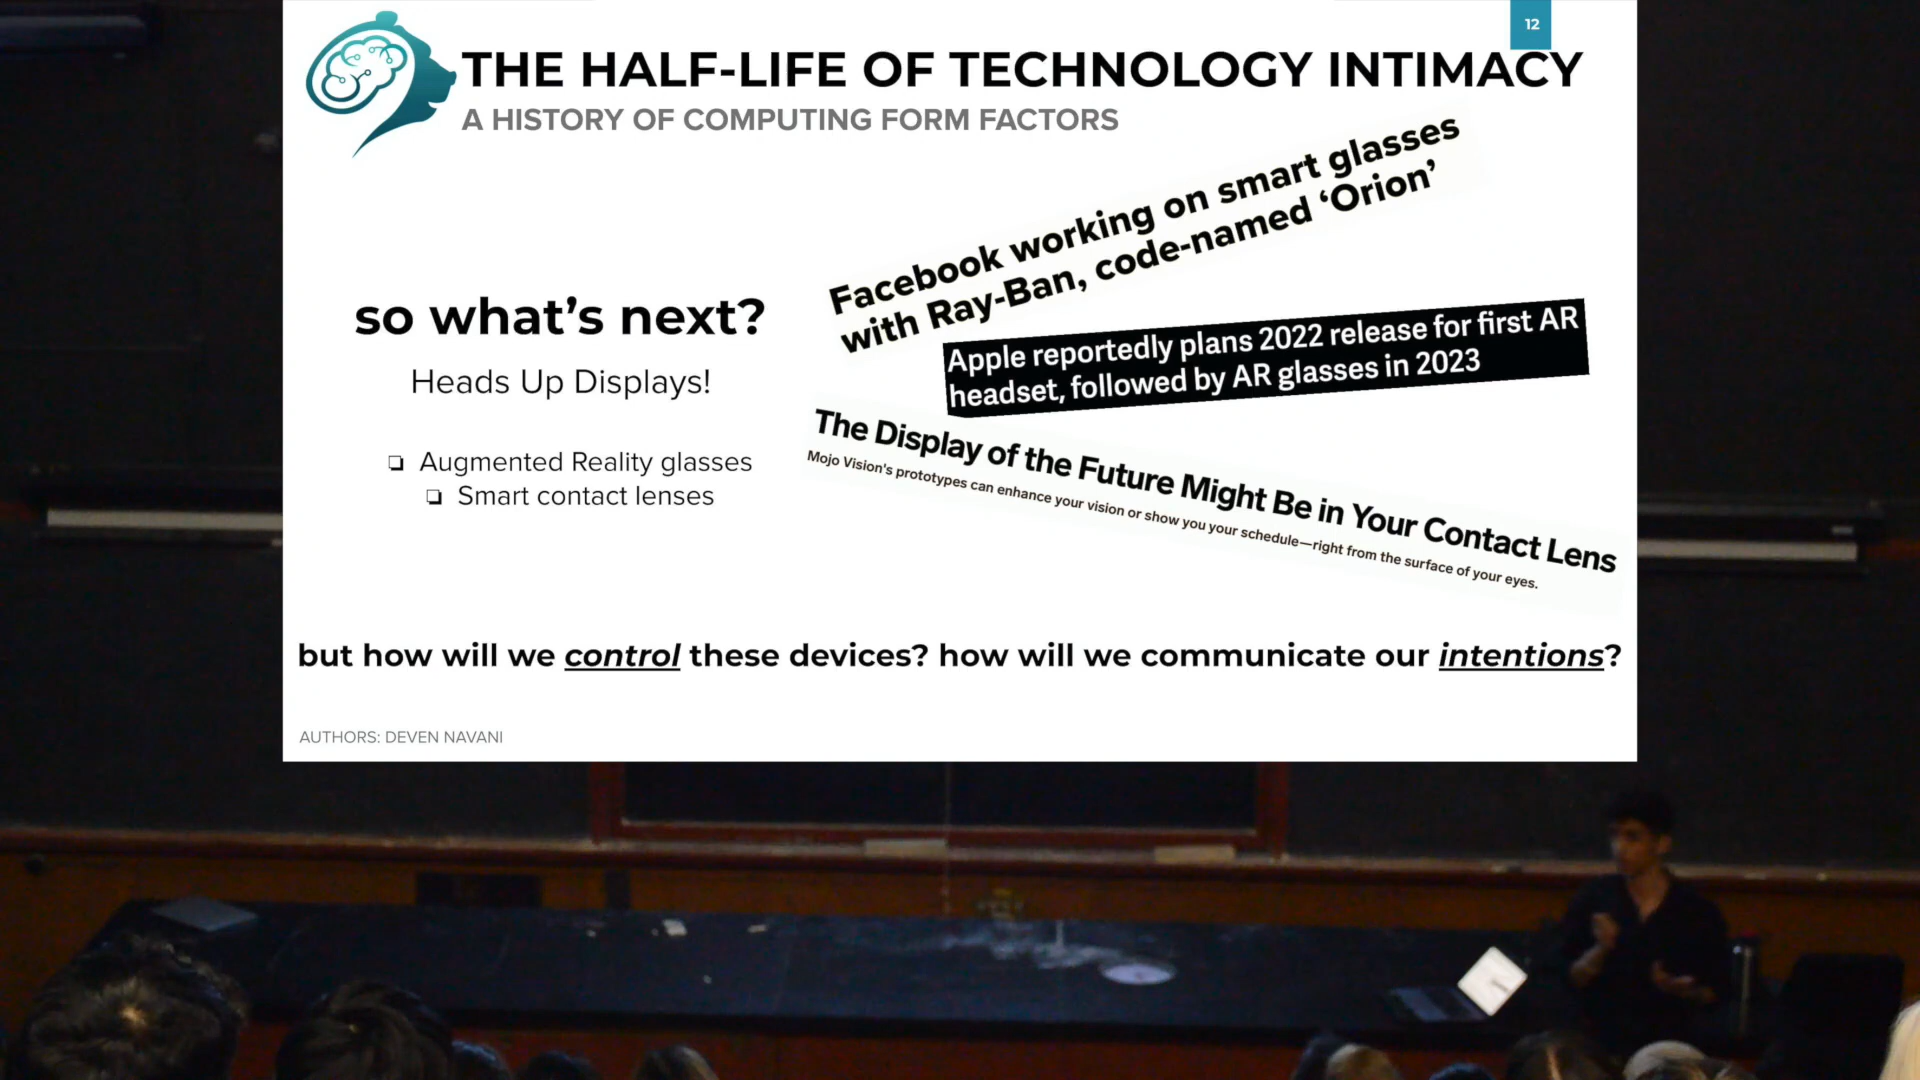 12
THE HALF-LIFE OF TECHNOLOGY INTIMACY
A HISTORY OF COMPUTING FORM FACTORS
Facebook working on smart glasses
with Ray-Ban, code-named ‘Orion’
so what’s next?
Heads Up Displays!
Apple reportedly plans 2022 release for first AR
headset, followed by AR glasses in 2023
The Display of the Future Might Be in Your Contact Lens
Mojo Vision's prototypes can enhance your vision or show you your schedule—right from the surface of your eyes.
❏ Augmented Reality glasses
❏ Smart contact lenses
but how will we control these devices? how will we communicate our intentions?
AUTHORS: DEVEN NAVANI